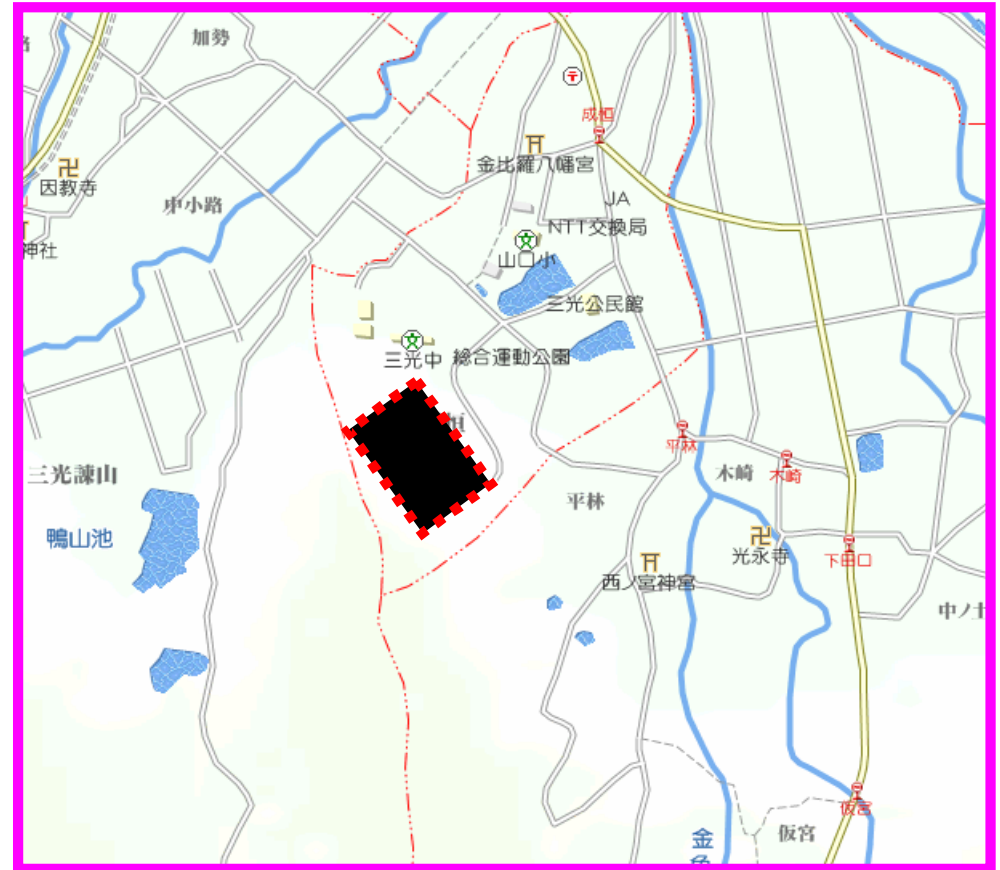 加勢
成恒
金比羅八幡宮
因教寺
中小路
JA
NTT交換局
神社
山口小
三光公民館
三光中
総合運動公園
恒
平林
木崎
木崎
三光諫山
平林
鴨山池
光永寺
下田口
西ノ宮神宮
中ノ土
仮宮
仮宮
金